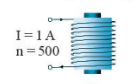 I = 1 A
n = 500